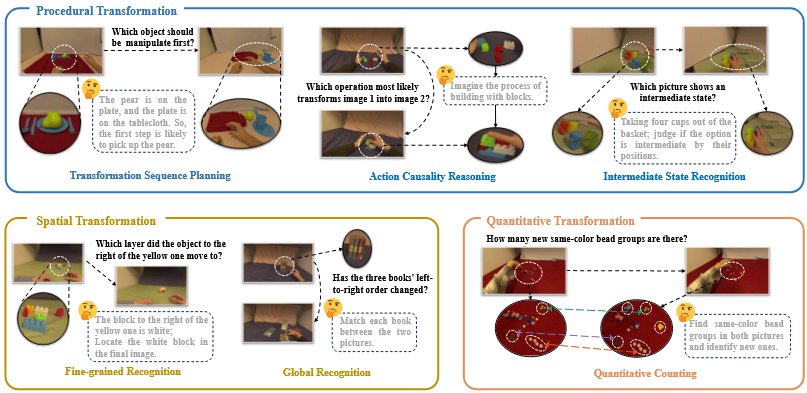 Procedural Transformation
Which object should
be manipulate first?
The pear is on the
plate, and the plate
is on the tablecloth. So,
the first step is likely
to pick up the pear.
Transformation Sequence Planning
Which operation most likely
transforms image 1 into image 2?
Imagine the process of
building with blocks.
Action Causality Reasoning
Which picture shows an
intermediate state?
Taking four cups out of the
basket; judge if the option
is intermediate by their
positions.
Intermediate State Recognition
Spatial Transformation
Which layer did the object to the
right of the yellow one move to?
The block to the right of the
yellow one is white;
Locate the white block in
the final image.
Fine-grained Recognition
Has the three books' left-
to-right order changed?
Match each book
between the two
pictures.
Global Recognition
Quantitative Transformation
How many new same-color bead groups are there?
Find same-color bead
groups in both pictures
and identify new ones.
Quantitative Counting